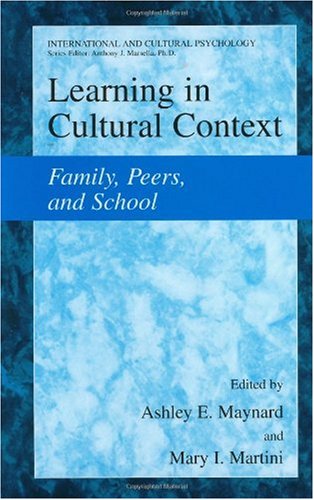 INTERNATIONAL AND CULTURAL PSYCHOLOGY
Series Editor: Anthony J. Marsella, Ph.D.
Learning in
Cultural Context
Family, Peers,
and School
Edited by
Ashley E. Maynard
and
Mary I. Martini